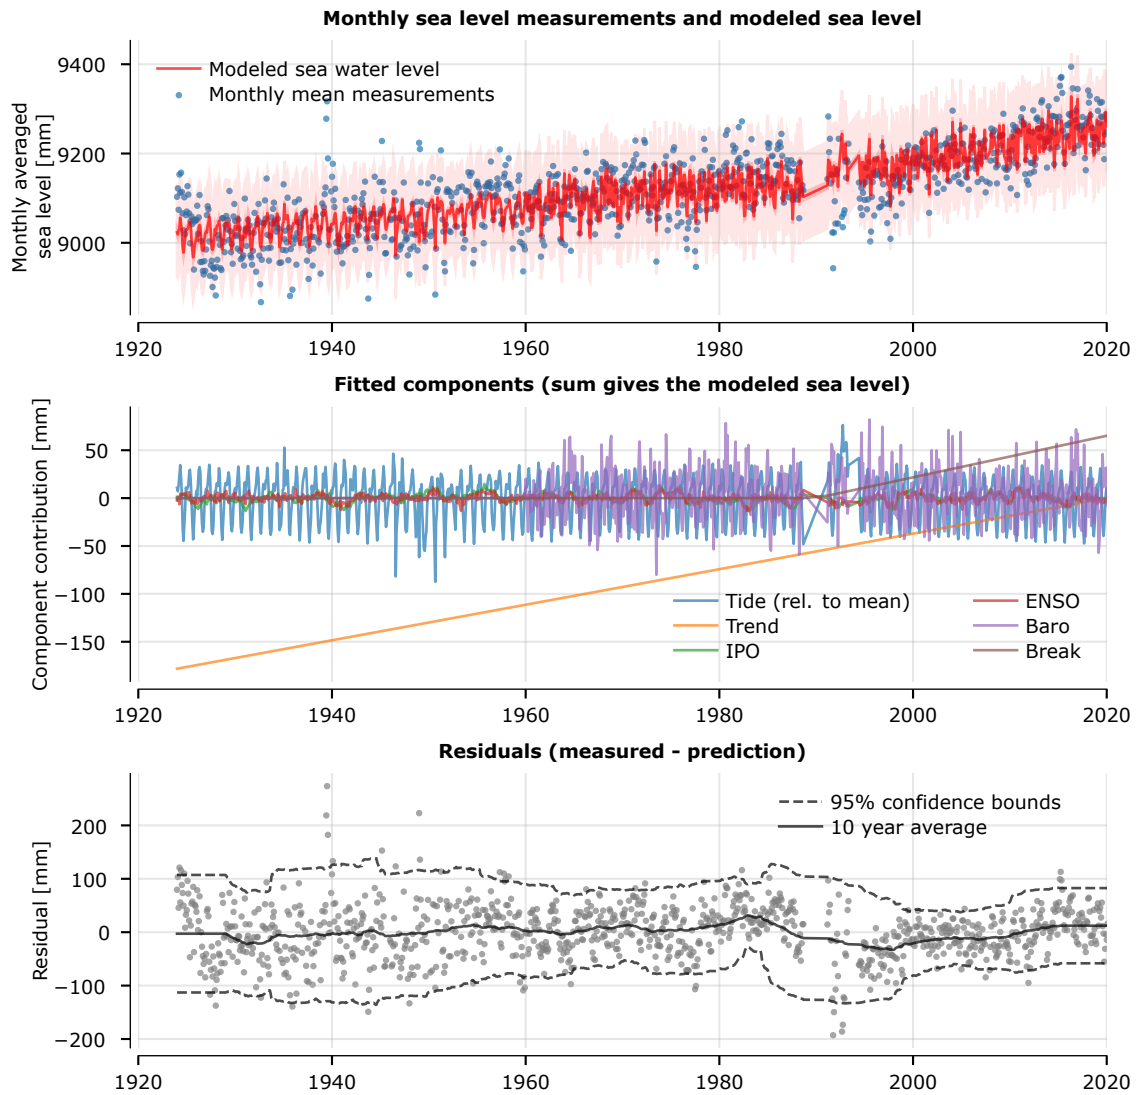 Monthly sea level measurements and modeled sea level
Monthly averaged
sea level [mm]
9400
9200
9000
Modeled sea water level
Monthly mean measurements
1920 1940 1960 1980 2000 2020
Fitted components (sum gives the modeled sea level)
Component contribution [mm]
50
0
−50
−100
−150
Tide (rel. to mean)
Trend
IPO
ENSO
Baro
Break
1920 1940 1960 1980 2000 2020
Residuals (measured - prediction)
Residual [mm]
200
100
0
−100
−200
95% confidence bounds
10 year average
1920 1940 1960 1980 2000 2020